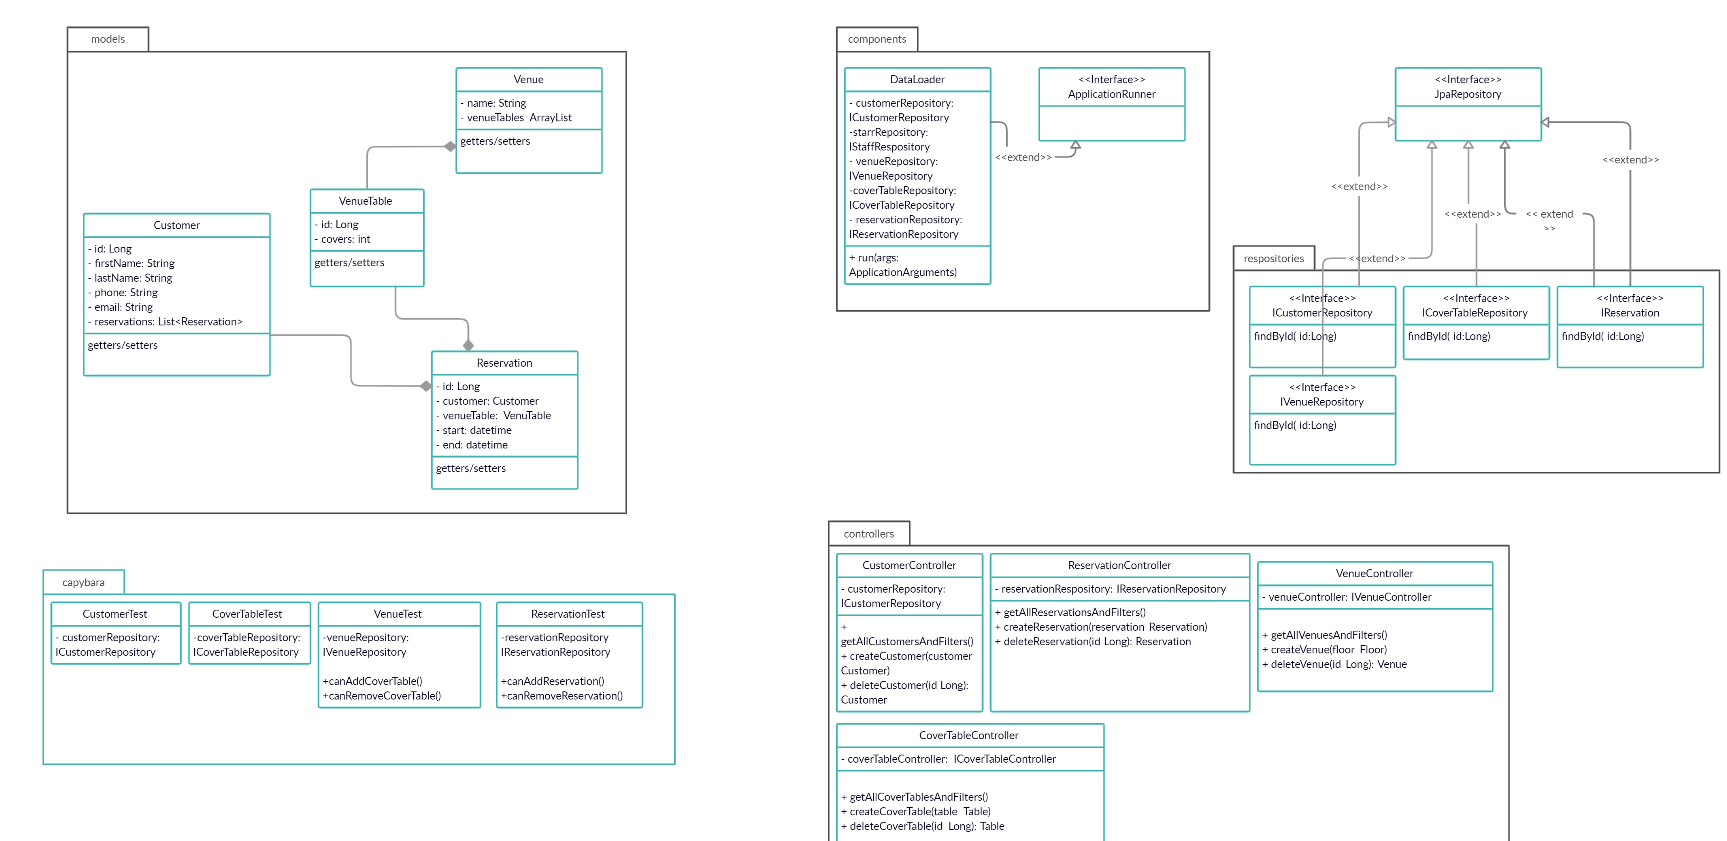 models
Venue
- name: String
- venueTables  ArrayList
getters/setters
VenueTable
- id: Long
- covers: int
getters/setters
Customer
- id: Long
- firstName: String
- lastName: String
- phone: String
- email: String
- reservations: List<Reservation>
getters/setters
Reservation
- id: Long
- customer: Customer
- venueTable:  VenuTable
- start: datetime
- end: datetime
getters/setters
components
DataLoader
- customerRepository:
ICustomerRepository
-starrRepository:
IStaffRespository
- venueRepository:
IVenueRepository
-coverTableRepository:
ICoverTableRepository
- reservationRepository:
IReservationRepository
+ run(args:
ApplicationArguments)
<<extend>>
<<Interface>>
ApplicationRunner
<<Interface>>
JpaRepository
<<extend>>
<<extend>>
<<extend>>
<< extend
>>
<<extend>>
respositories
<<Interface>>
ICustomerRepository
findById( id:Long)
<<Interface>>
ICoverTableRepository
findById( id:Long)
<<Interface>>
IReservation
findById( id:Long)
<<Interface>>
IVenueRepository
findById( id:Long)
capybara
CustomerTest
- customerRepository:
ICustomerRepository
CoverTableTest
-coverTableRepository:
ICoverTableRepository
VenueTest
-venueRepository:
IVenueRepository
+canAddCoverTable()
+canRemoveCoverTable()
ReservationTest
-reservationRepository
IReservationRepository
+canAddReservation()
+canRemoveReservation()
controllers
CustomerController
- customerRepository:
ICustomerRepository
+
getAllCustomersAndFilters()
+ createCustomer(customer
Customer)
+ deleteCustomer(id Long):
Customer
ReservationController
- reservationRespository: IReservationRepository
+ getAllReservationsAndFilters()
+ createReservation(reservation  Reservation)
+ deleteReservation(id Long): Reservation
VenueController
- venueController: IVenueController
+ getAllVenuesAndFilters()
+ createVenue(floor  Floor)
+ deleteVenue(id  Long): Venue
CoverTableController
- coverTableController:  ICoverTableController
+ getAllCoverTablesAndFilters()
+ createCoverTable(table  Table)
+ deleteCoverTable(id  Long): Table